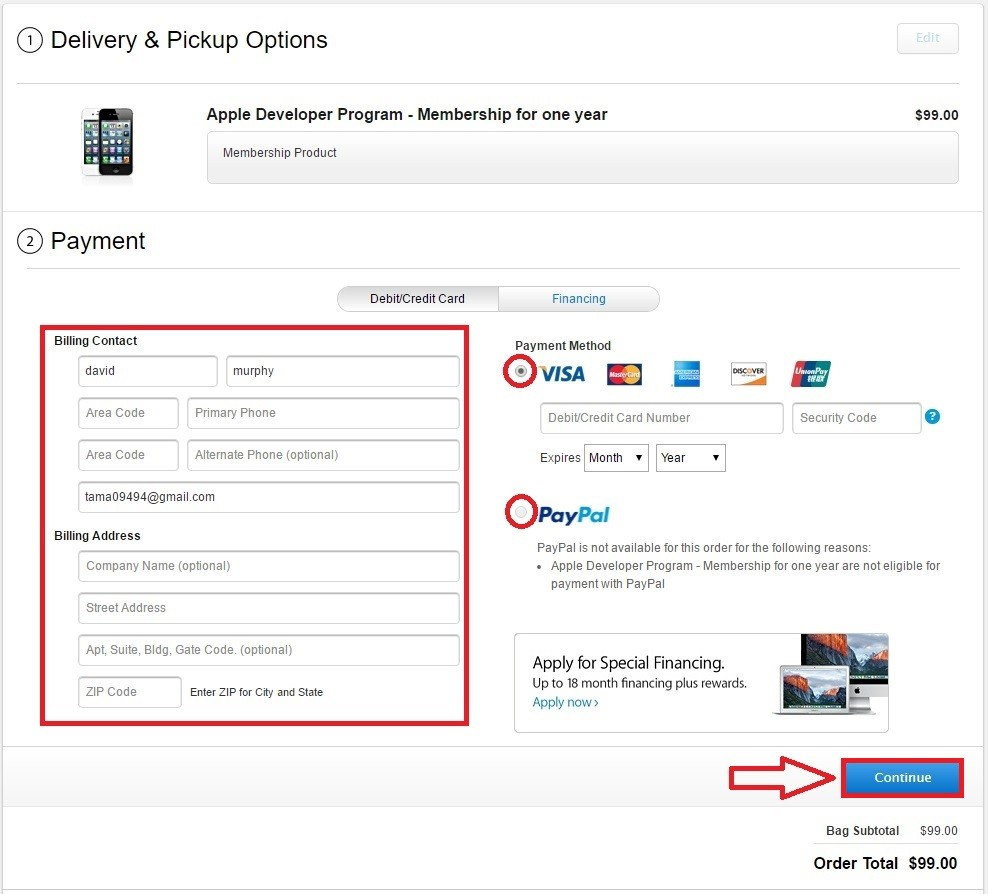 1 Delivery & Pickup Options
Edit
Apple Developer Program - Membership for one year
$99.00
Membership Product
2 Payment
Debit/Credit Card
Financing
Billing Contact
david
murphy
Area Code
Primary Phone
Area Code
Alternate Phone (optional)
tama09494@gmail.com
Billing Address
Company Name (optional)
Street Address
Apt, Suite, Bldg, Gate Code. (optional)
ZIP Code
Enter ZIP for City and State
Payment Method
VISA
MasterCard
AMERICAN EXPRESS
DISCOVER
UnionPay
银联
Debit/Credit Card Number
Security Code
?
Expires
Month
Year
PayPal
PayPal is not available for this order for the following reasons:
• Apple Developer Program - Membership for one year are not eligible for
payment with PayPal
Apply for Special Financing.
Up to 18 month financing plus rewards.
Apply now ›
Continue
Bag Subtotal $99.00
Order Total $99.00